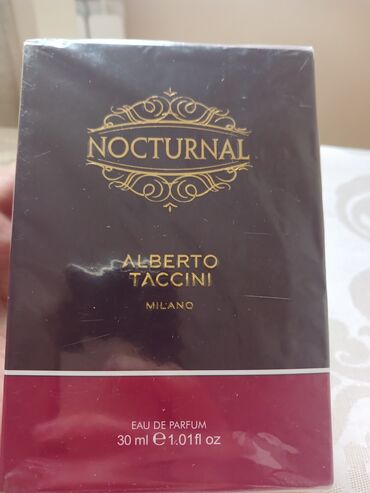 NOCTURNAL
ALBERTO
TACCINI
MILANO
EAU DE PARFUM
30 ml ℮ 1.01fl oz